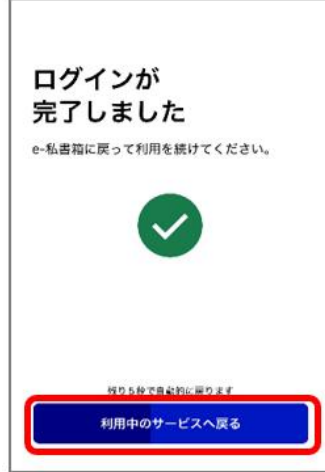 ログインが
完了しました
e-私書箱に戻って利用を続けてください。
残り5秒で自動的に戻ります
利用中のサービスへ戻る